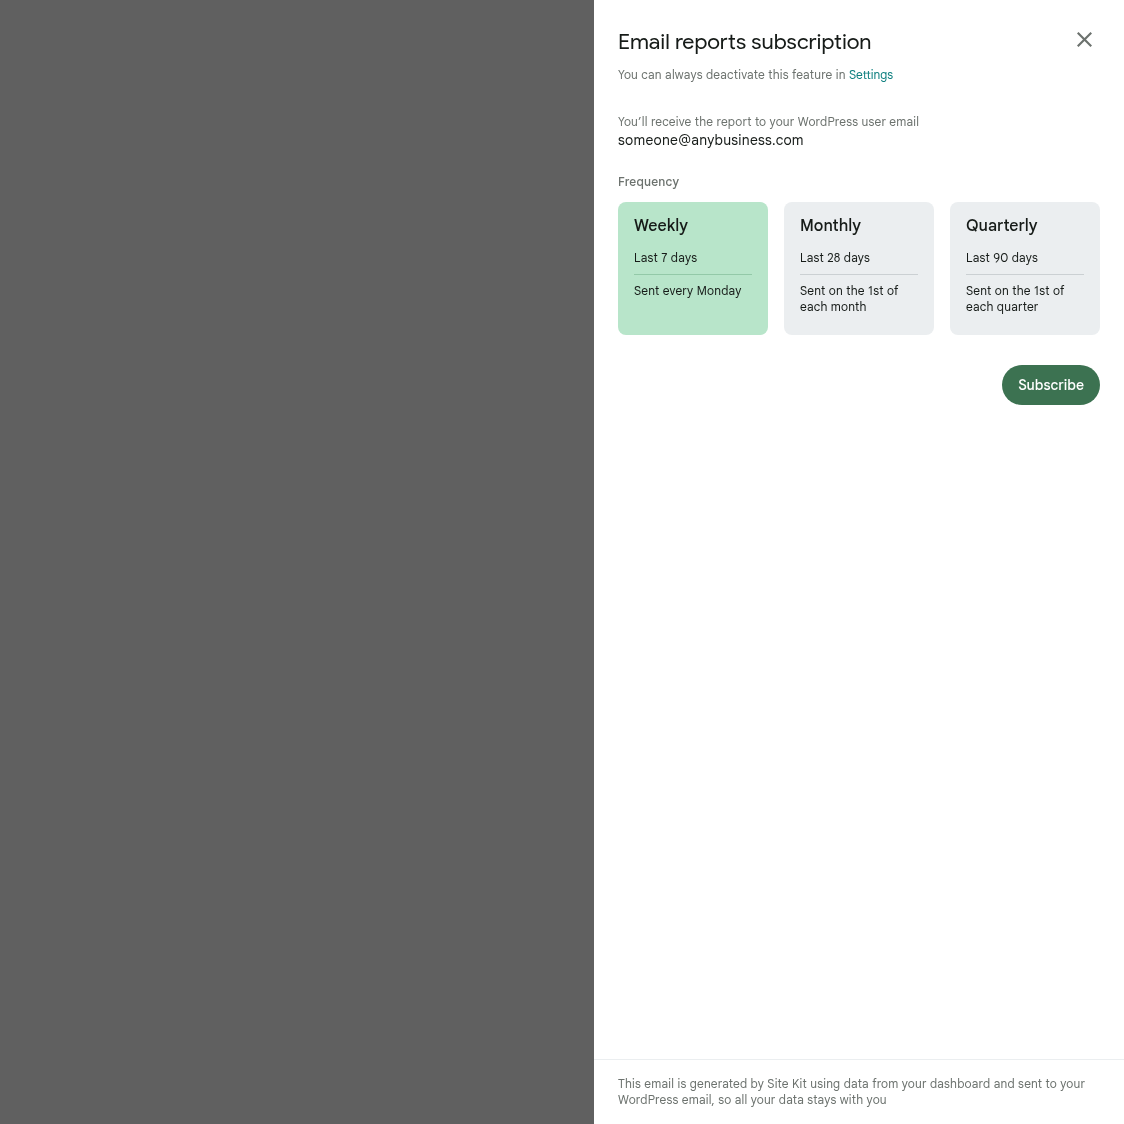 Email reports subscription
You can always deactivate this feature in Settings
You’ll receive the report to your WordPress user email
someone@anybusiness.com
Frequency
Weekly
Last 7 days
Sent every Monday
Monthly
Last 28 days
Sent on the 1st of
each month
Quarterly
Last 90 days
Sent on the 1st of
each quarter
Subscribe
This email is generated by Site Kit using data from your dashboard and sent to your
WordPress email, so all your data stays with you